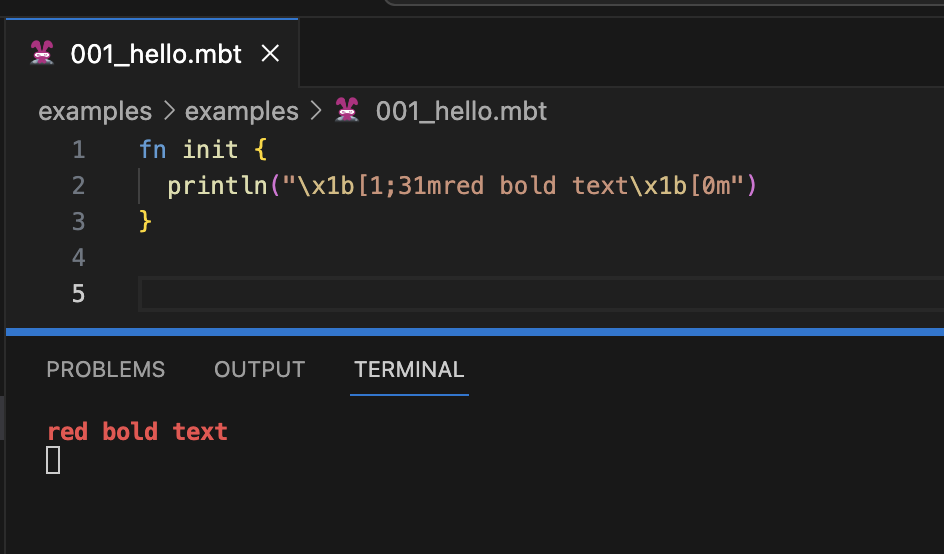 001_hello.mbt
examples > examples > 001_hello.mbt
1 fn init {
2 println("\x1b[1;31mred bold text\x1b[0m")
3 }
4
5
PROBLEMS OUTPUT TERMINAL
red bold text